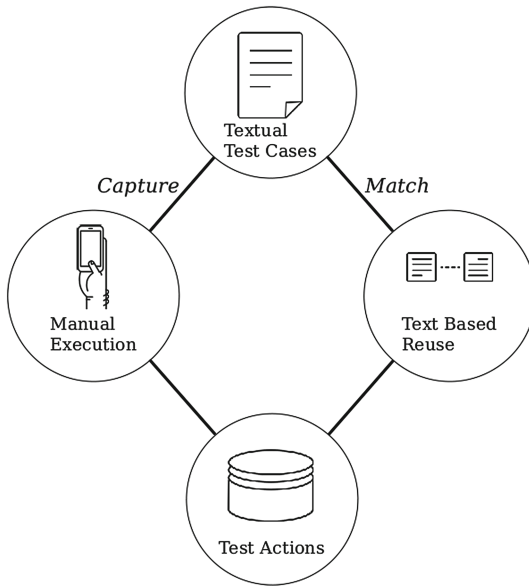 Textual
Test Cases
Capture
Match
Manual
Execution
Text Based
Reuse
Test Actions